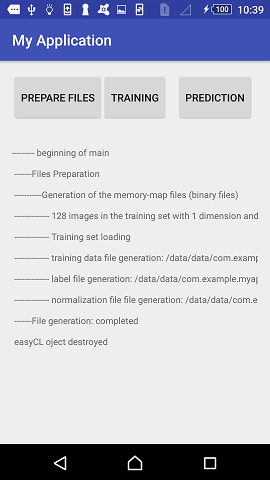 100 10:39
My Application
PREPARE FILES TRAINING PREDICTION
-------- beginning of main
------Files Preparation
----------Generation of the memory-map files (binary files)
------------ 128 images in the training set with 1 dimension and
------------ Training set loading
------------ training data file generation: /data/data/com.examp
------------ label file generation: /data/data/com.example.myap
------------ normalization file file generation: /data/data/com.e
------File generation: completed
easyCL oject destroyed